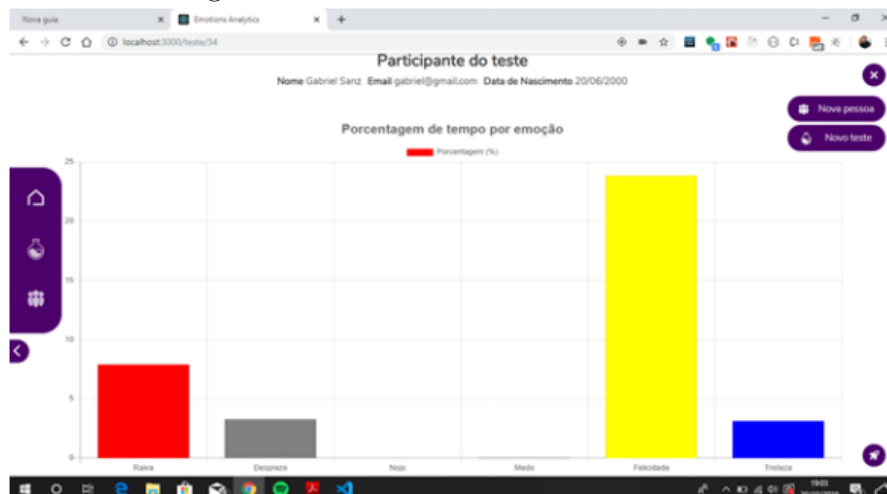 Nova guia
Emotions Analytics
localhost:3000/teste/34
Participante do teste
Nome Gabriel Sanz Email gabriel@gmail.com Data de Nascimento 20/06/2000
Nova pessoa
Novo teste
Porcentagem de tempo por emoção
Porcentagem (%)
25
20
15
10
5
0
Raiva Desprezo Nojo Medo Felicidade Tristeza
19:03